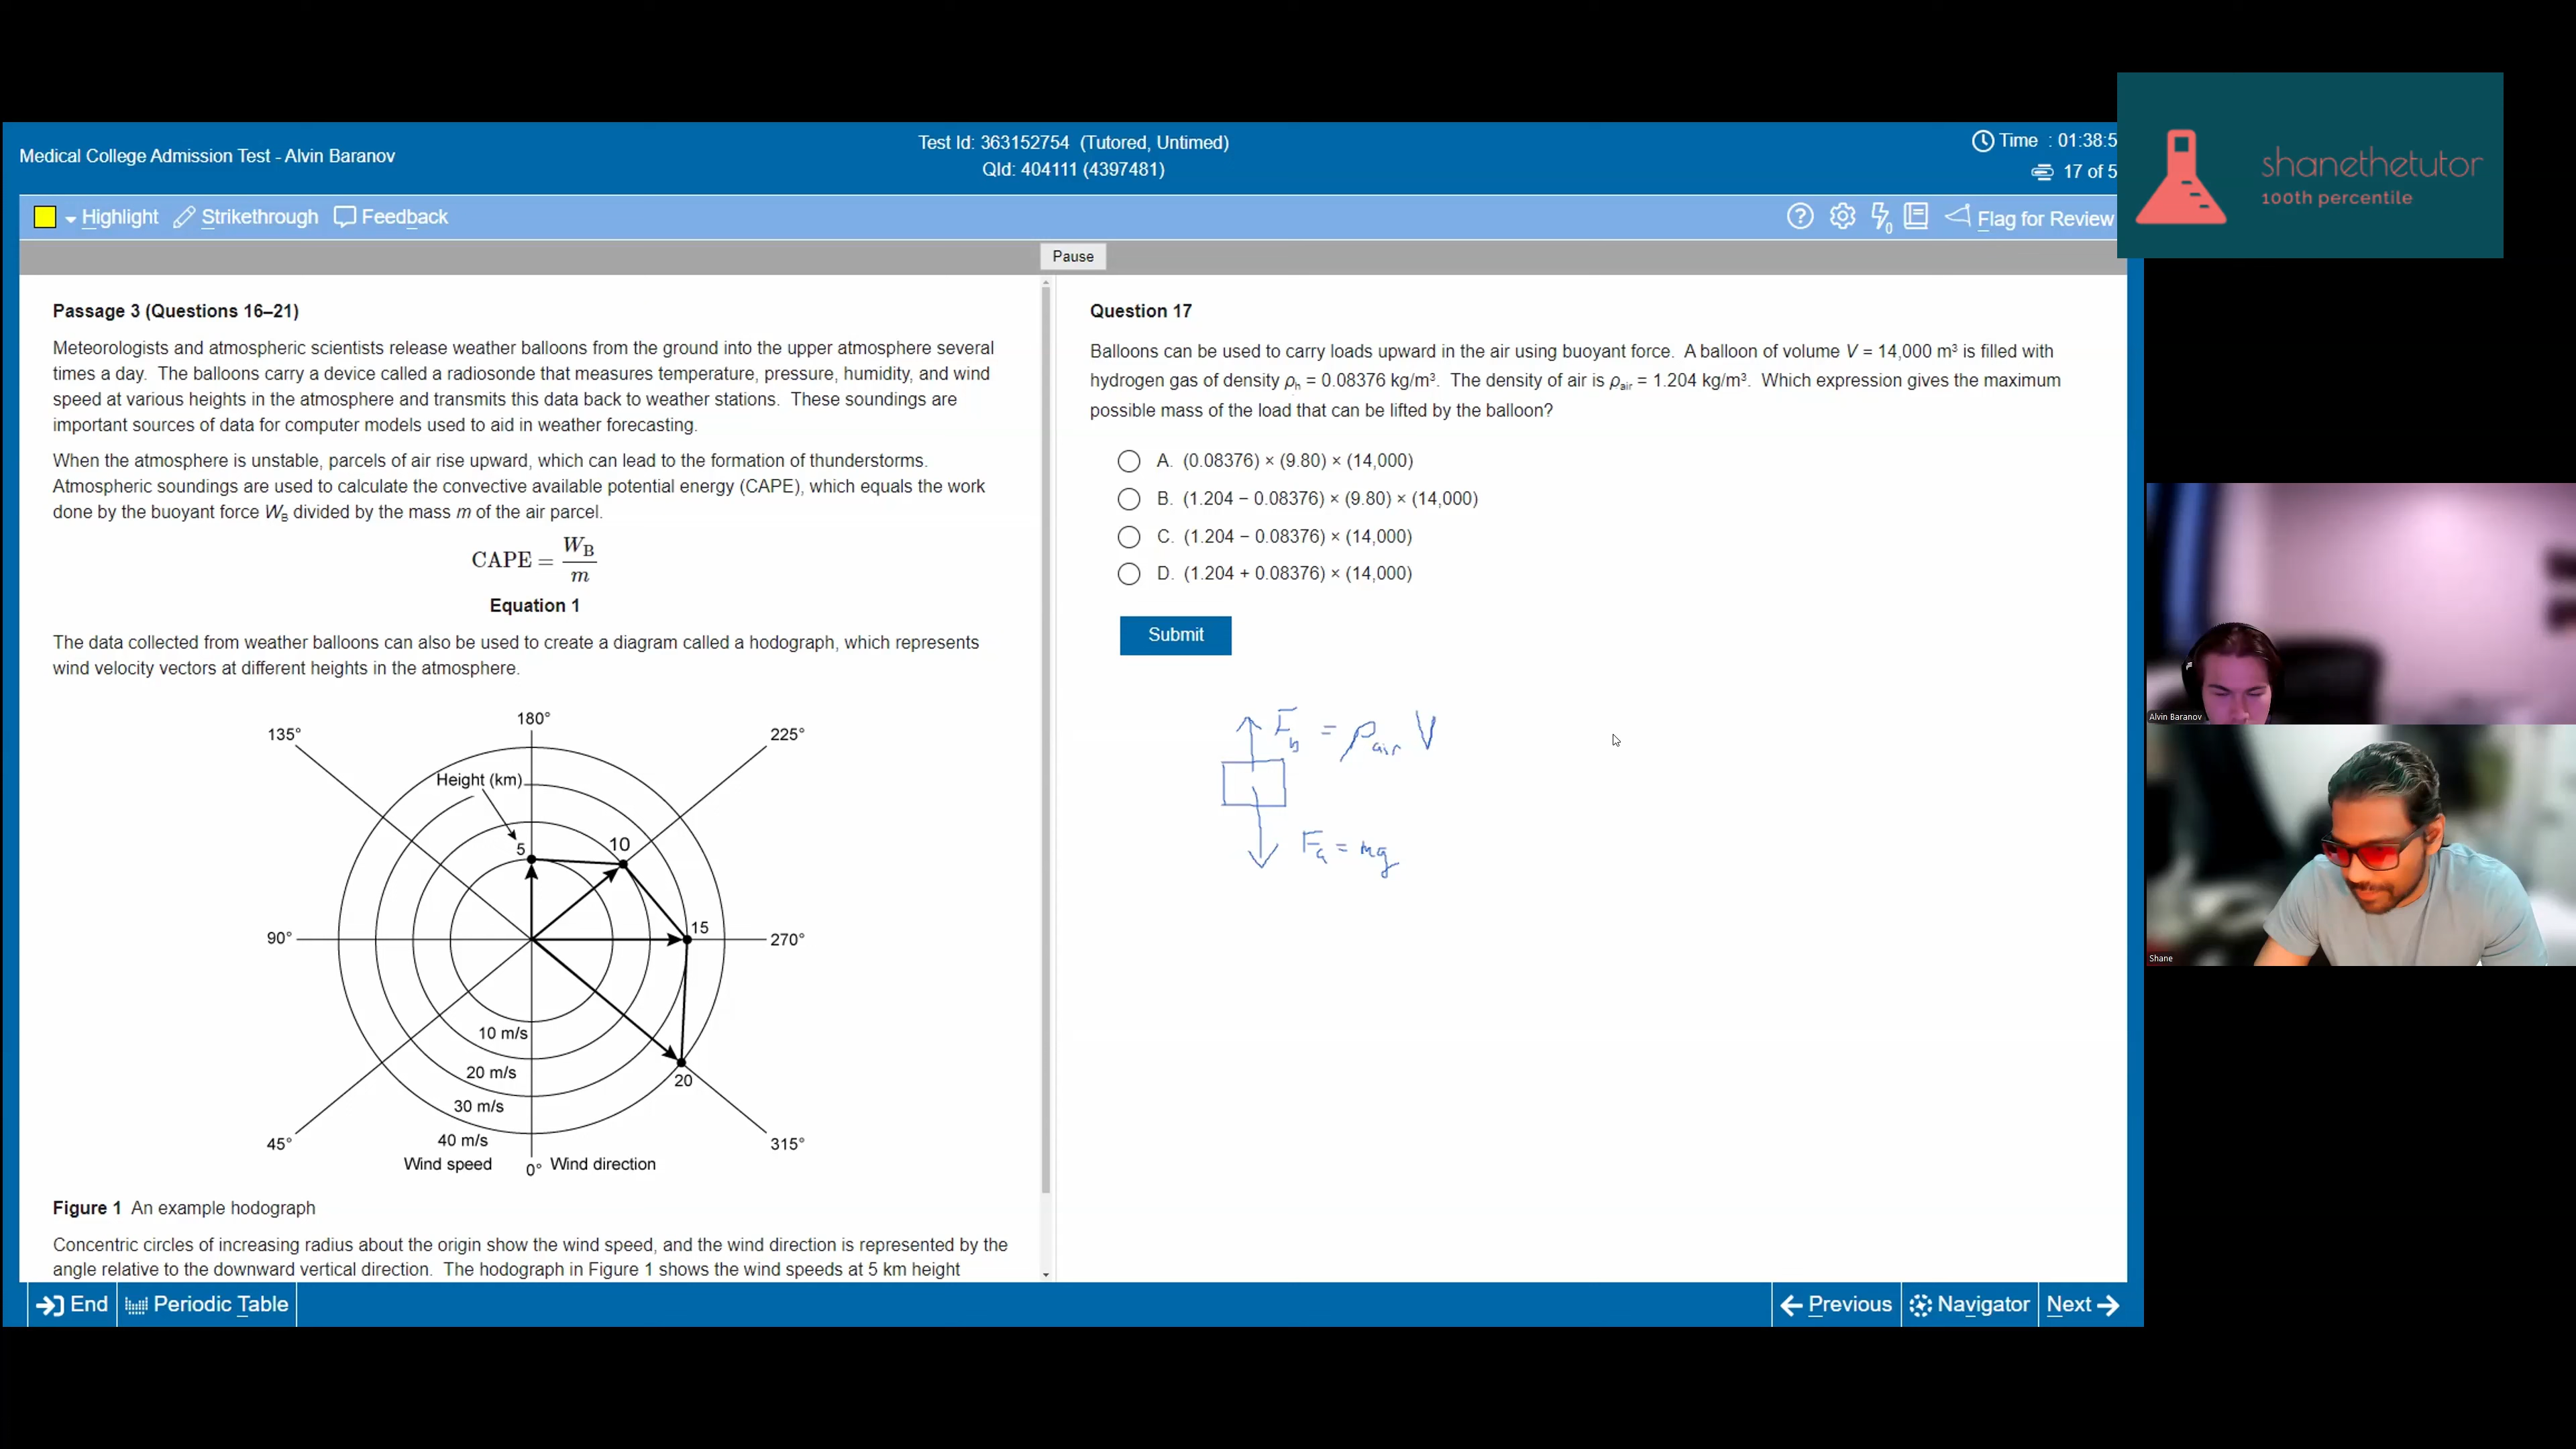 shanethetutor
100th percentile
Medical College Admission Test - Alvin Baranov
Test Id: 363152754 (Tutored, Untimed)
QId: 404111 (4397481)
Time : 01:38:5
17 of 5
Highlight Strikethrough Feedback
Flag for Review
Pause
Passage 3 (Questions 16–21)
Meteorologists and atmospheric scientists release weather balloons from the ground into the upper atmosphere several
times a day. The balloons carry a device called a radiosonde that measures temperature, pressure, humidity, and wind
speed at various heights in the atmosphere and transmits this data back to weather stations. These soundings are
important sources of data for computer models used to aid in weather forecasting.
When the atmosphere is unstable, parcels of air rise upward, which can lead to the formation of thunderstorms.
Atmospheric soundings are used to calculate the convective available potential energy (CAPE), which equals the work
done by the buoyant force W_B divided by the mass m of the air parcel.
CAPE = W_B / m
Equation 1
The data collected from weather balloons can also be used to create a diagram called a hodograph, which represents
wind velocity vectors at different heights in the atmosphere.
180°
135° 225°
Height (km)
5 10
15
90° 270°
10 m/s
20 m/s
20
30 m/s
40 m/s
45° 315°
Wind speed 0° Wind direction
Figure 1 An example hodograph
Concentric circles of increasing radius about the origin show the wind speed, and the wind direction is represented by the
angle relative to the downward vertical direction. The hodograph in Figure 1 shows the wind speeds at 5 km height
Question 17
Balloons can be used to carry loads upward in the air using buoyant force. A balloon of volume V = 14,000 m³ is filled with
hydrogen gas of density ρ_h = 0.08376 kg/m³. The density of air is ρ_air = 1.204 kg/m³. Which expression gives the maximum
possible mass of the load that can be lifted by the balloon?
A. (0.08376) × (9.80) × (14,000)
B. (1.204 − 0.08376) × (9.80) × (14,000)
C. (1.204 − 0.08376) × (14,000)
D. (1.204 + 0.08376) × (14,000)
Submit
F_b = ρ_air V
F_g = mg
Alvin Baranov
Shane
End Periodic Table
Previous Navigator Next